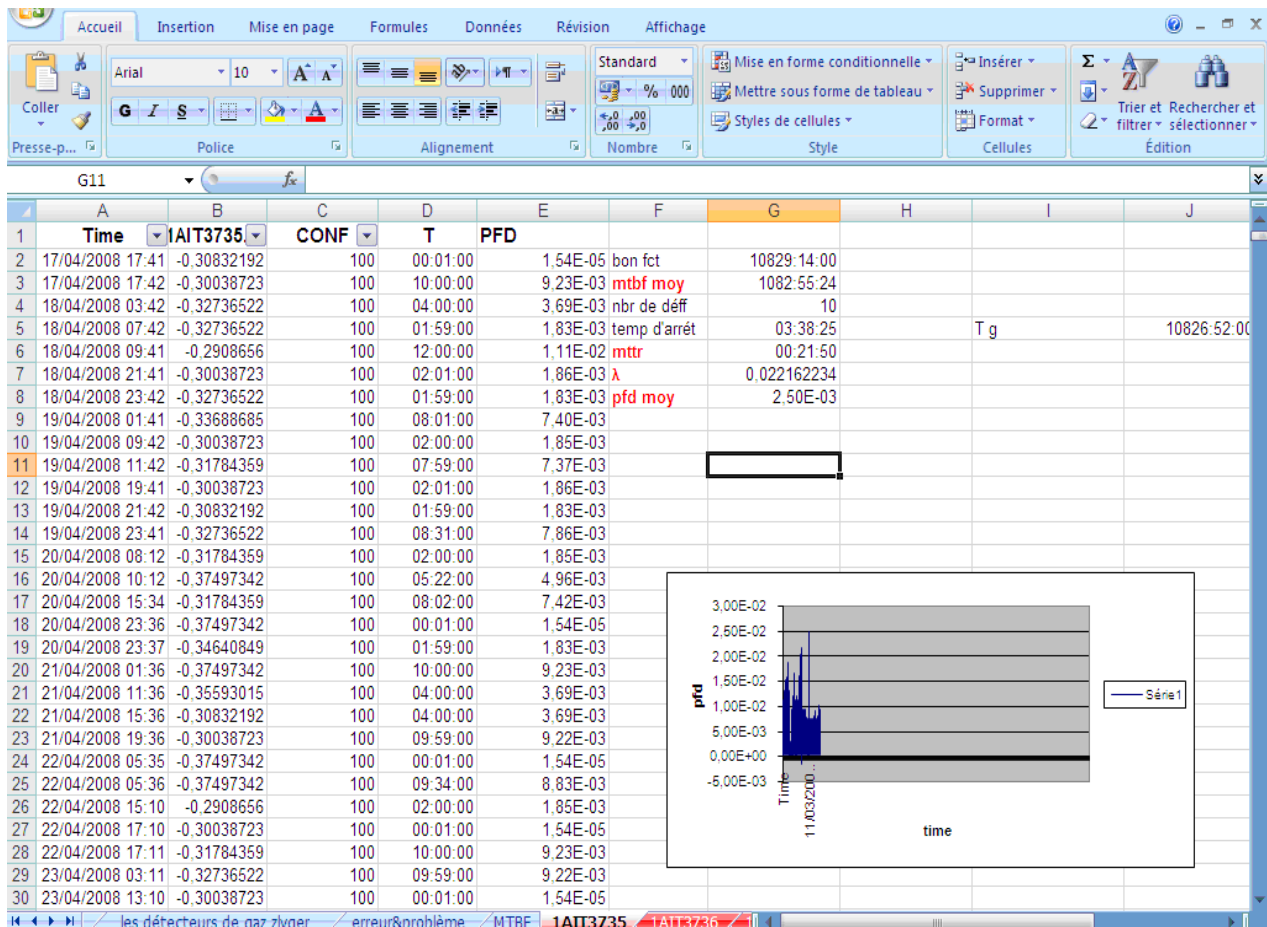 Accueil Insertion Mise en page Formules Données Révision Affichage
Coller
Arial 10
G I S
Standard
% 000
Mise en forme conditionnelle
Mettre sous forme de tableau
Styles de cellules
Insérer
Supprimer
Format
Σ
Trier et filtrer
Rechercher et sélectionner
Presse-p... Police Alignement Nombre Style Cellules Édition
G11 fx
A B C D E F G H I J
1 Time 1AIT3735. CONF T PFD
2 17/04/2008 17:41 -0,30832192 100 00:01:00 1,54E-05 bon fct 10829:14:00
3 17/04/2008 17:42 -0,30038723 100 10:00:00 9,23E-03 mtbf moy 1082:55:24
4 18/04/2008 03:42 -0,32736522 100 04:00:00 3,69E-03 nbr de déff 10
5 18/04/2008 07:42 -0,32736522 100 01:59:00 1,83E-03 temp d'arrét 03:38:25 T g 10826:52:00
6 18/04/2008 09:41 -0,2908656 100 12:00:00 1,11E-02 mttr 00:21:50
7 18/04/2008 21:41 -0,30038723 100 02:01:00 1,86E-03 λ 0,022162234
8 18/04/2008 23:42 -0,32736522 100 01:59:00 1,83E-03 pfd moy 2,50E-03
9 19/04/2008 01:41 -0,33688685 100 08:01:00 7,40E-03
10 19/04/2008 09:42 -0,30038723 100 02:00:00 1,85E-03
11 19/04/2008 11:42 -0,31784359 100 07:59:00 7,37E-03
12 19/04/2008 19:41 -0,30038723 100 02:01:00 1,86E-03
13 19/04/2008 21:42 -0,30832192 100 01:59:00 1,83E-03
14 19/04/2008 23:41 -0,32736522 100 08:31:00 7,86E-03
15 20/04/2008 08:12 -0,31784359 100 02:00:00 1,85E-03
16 20/04/2008 10:12 -0,37497342 100 05:22:00 4,96E-03
17 20/04/2008 15:34 -0,31784359 100 08:02:00 7,42E-03
18 20/04/2008 23:36 -0,37497342 100 00:01:00 1,54E-05
19 20/04/2008 23:37 -0,34640849 100 01:59:00 1,83E-03
20 21/04/2008 01:36 -0,37497342 100 10:00:00 9,23E-03
21 21/04/2008 11:36 -0,35593015 100 04:00:00 3,69E-03
22 21/04/2008 15:36 -0,30832192 100 04:00:00 3,69E-03
23 21/04/2008 19:36 -0,30038723 100 09:59:00 9,22E-03
24 22/04/2008 05:35 -0,37497342 100 00:01:00 1,54E-05
25 22/04/2008 05:36 -0,37497342 100 09:34:00 8,83E-03
26 22/04/2008 15:10 -0,2908656 100 02:00:00 1,85E-03
27 22/04/2008 17:10 -0,30038723 100 00:01:00 1,54E-05
28 22/04/2008 17:11 -0,31784359 100 10:00:00 9,23E-03
29 23/04/2008 03:11 -0,32736522 100 09:59:00 9,22E-03
30 23/04/2008 13:10 -0,30038723 100 00:01:00 1,54E-05
3,00E-02
2,50E-02
2,00E-02
1,50E-02
1,00E-02
5,00E-03
0,00E+00
-5,00E-03
pfd
Time
11/03/200...
time
Série1
les détecteurs de gaz zlyger erreur&problème MTBF 1AIT3735 1AIT3736